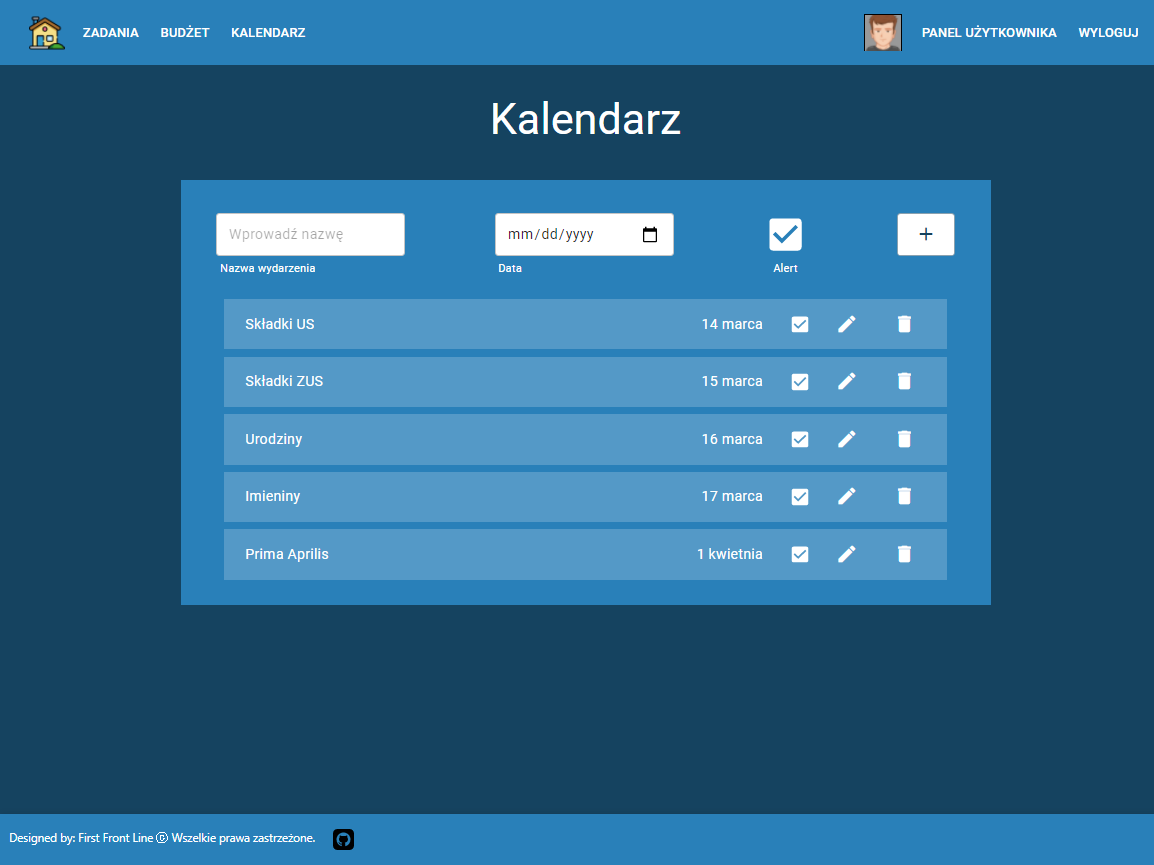 ZADANIA BUDŻET KALENDARZ PANEL UŻYTKOWNIKA WYLOGUJ
Kalendarz
Wprowadź nazwę mm/dd/yyyy +
Nazwa wydarzenia Data Alert
Składki US 14 marca
Składki ZUS 15 marca
Urodziny 16 marca
Imieniny 17 marca
Prima Aprilis 1 kwietnia
Designed by: First Front Line © Wszelkie prawa zastrzeżone.